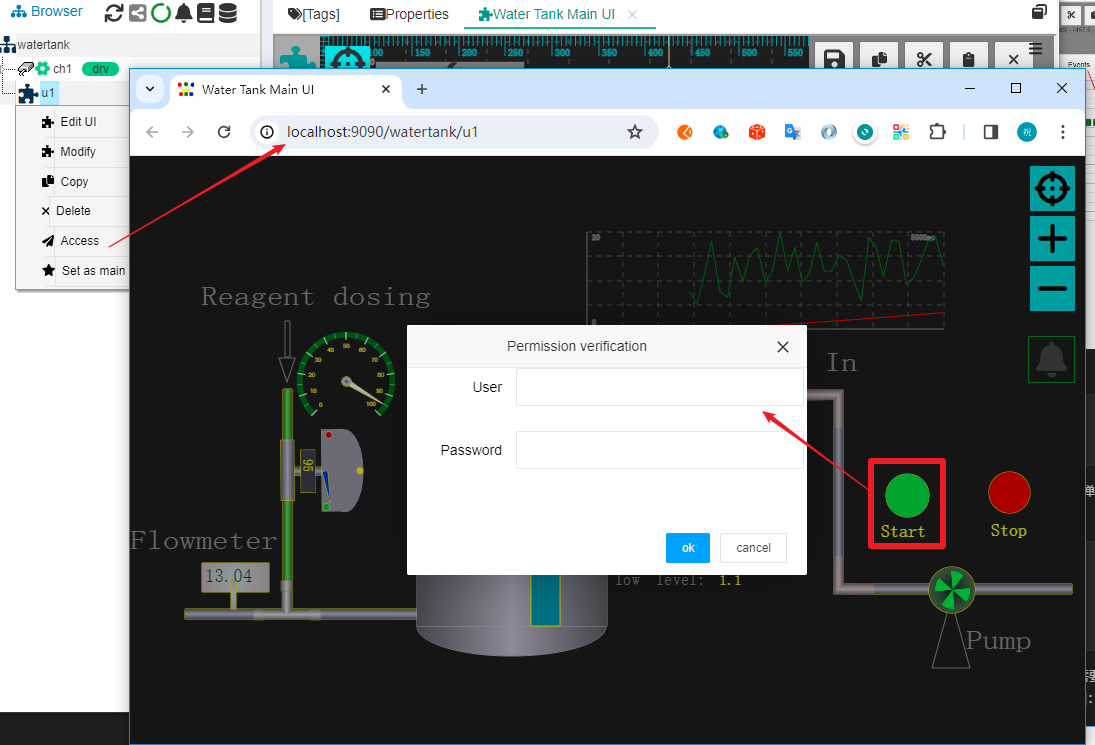 Browser
[Tags]
Properties
Water Tank Main UI
watertank
ch1
drv
u1
100
150
200
250
300
350
400
450
500
550
Events
Water Tank Main UI
localhost:9090/watertank/u1
祝
Edit UI
Modify
Copy
Delete
Access
Set as main
20
5000ms
0
Reagent dosing
0
10
20
30
40
50
60
70
80
90
100
95
Permission verification
User
Password
ok
cancel
In
Start
Stop
Flowmeter
13.04
low level: 1.1
Pump
单